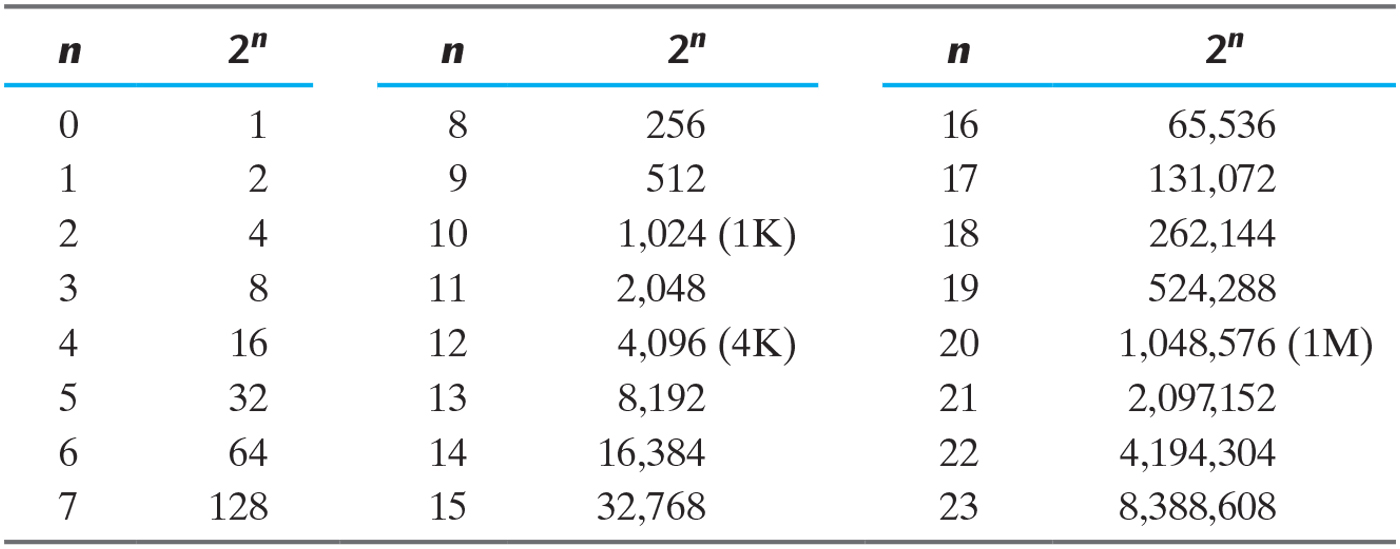 n 2ⁿ n 2ⁿ n 2ⁿ
0 1 8 256 16 65,536
1 2 9 512 17 131,072
2 4 10 1,024 (1K) 18 262,144
3 8 11 2,048 19 524,288
4 16 12 4,096 (4K) 20 1,048,576 (1M)
5 32 13 8,192 21 2,097,152
6 64 14 16,384 22 4,194,304
7 128 15 32,768 23 8,388,608